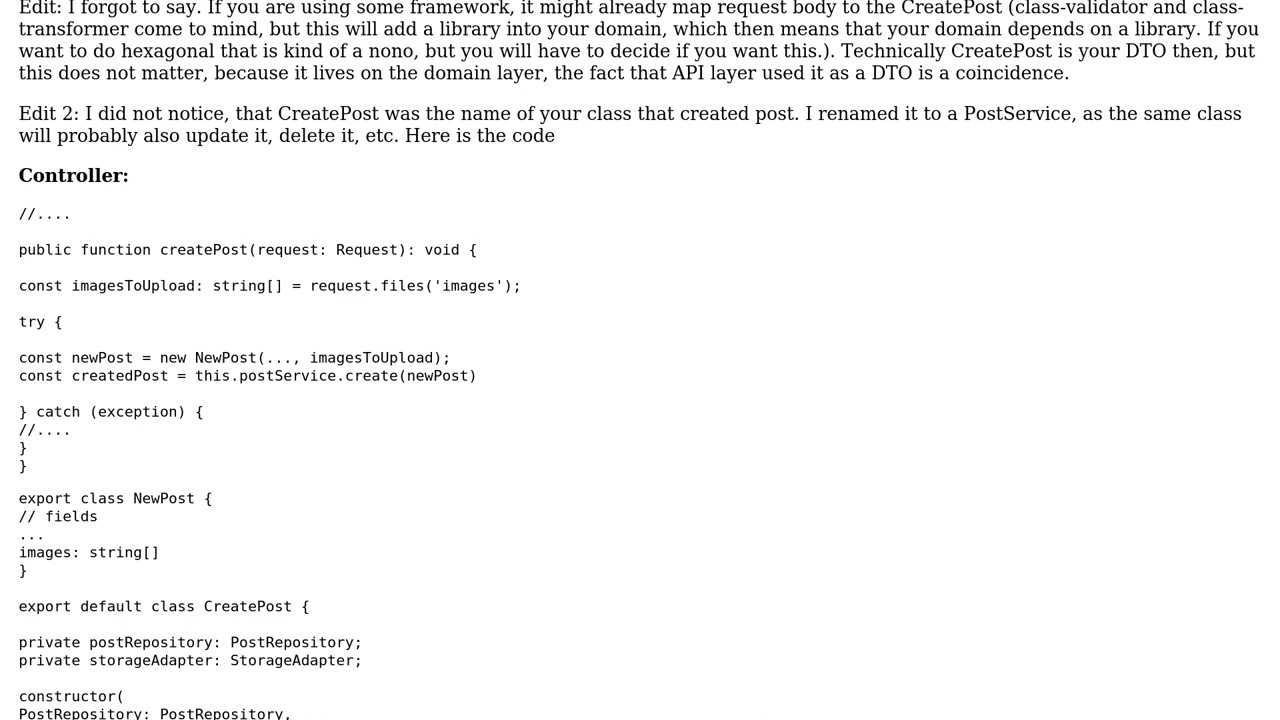 Edit: I forgot to say. If you are using some framework, it might already map request body to the CreatePost (class-validator and class-
transformer come to mind, but this will add a library into your domain, which then means that your domain depends on a library. If you
want to do hexagonal that is kind of a nono, but you will have to decide if you want this.). Technically CreatePost is your DTO then, but
this does not matter, because it lives on the domain layer, the fact that API layer used it as a DTO is a coincidence.
Edit 2: I did not notice, that CreatePost was the name of your class that created post. I renamed it to a PostService, as the same class
will probably also update it, delete it, etc. Here is the code
Controller:
//....
public function createPost(request: Request): void {
const imagesToUpload: string[] = request.files('images');
try {
const newPost = new NewPost(..., imagesToUpload);
const createdPost = this.postService.create(newPost)
} catch (exception) {
//....
}
}
export class NewPost {
// fields
...
images: string[]
}
export default class CreatePost {
private postRepository: PostRepository;
private storageAdapter: StorageAdapter;
constructor(
PostRepository: PostRepository,